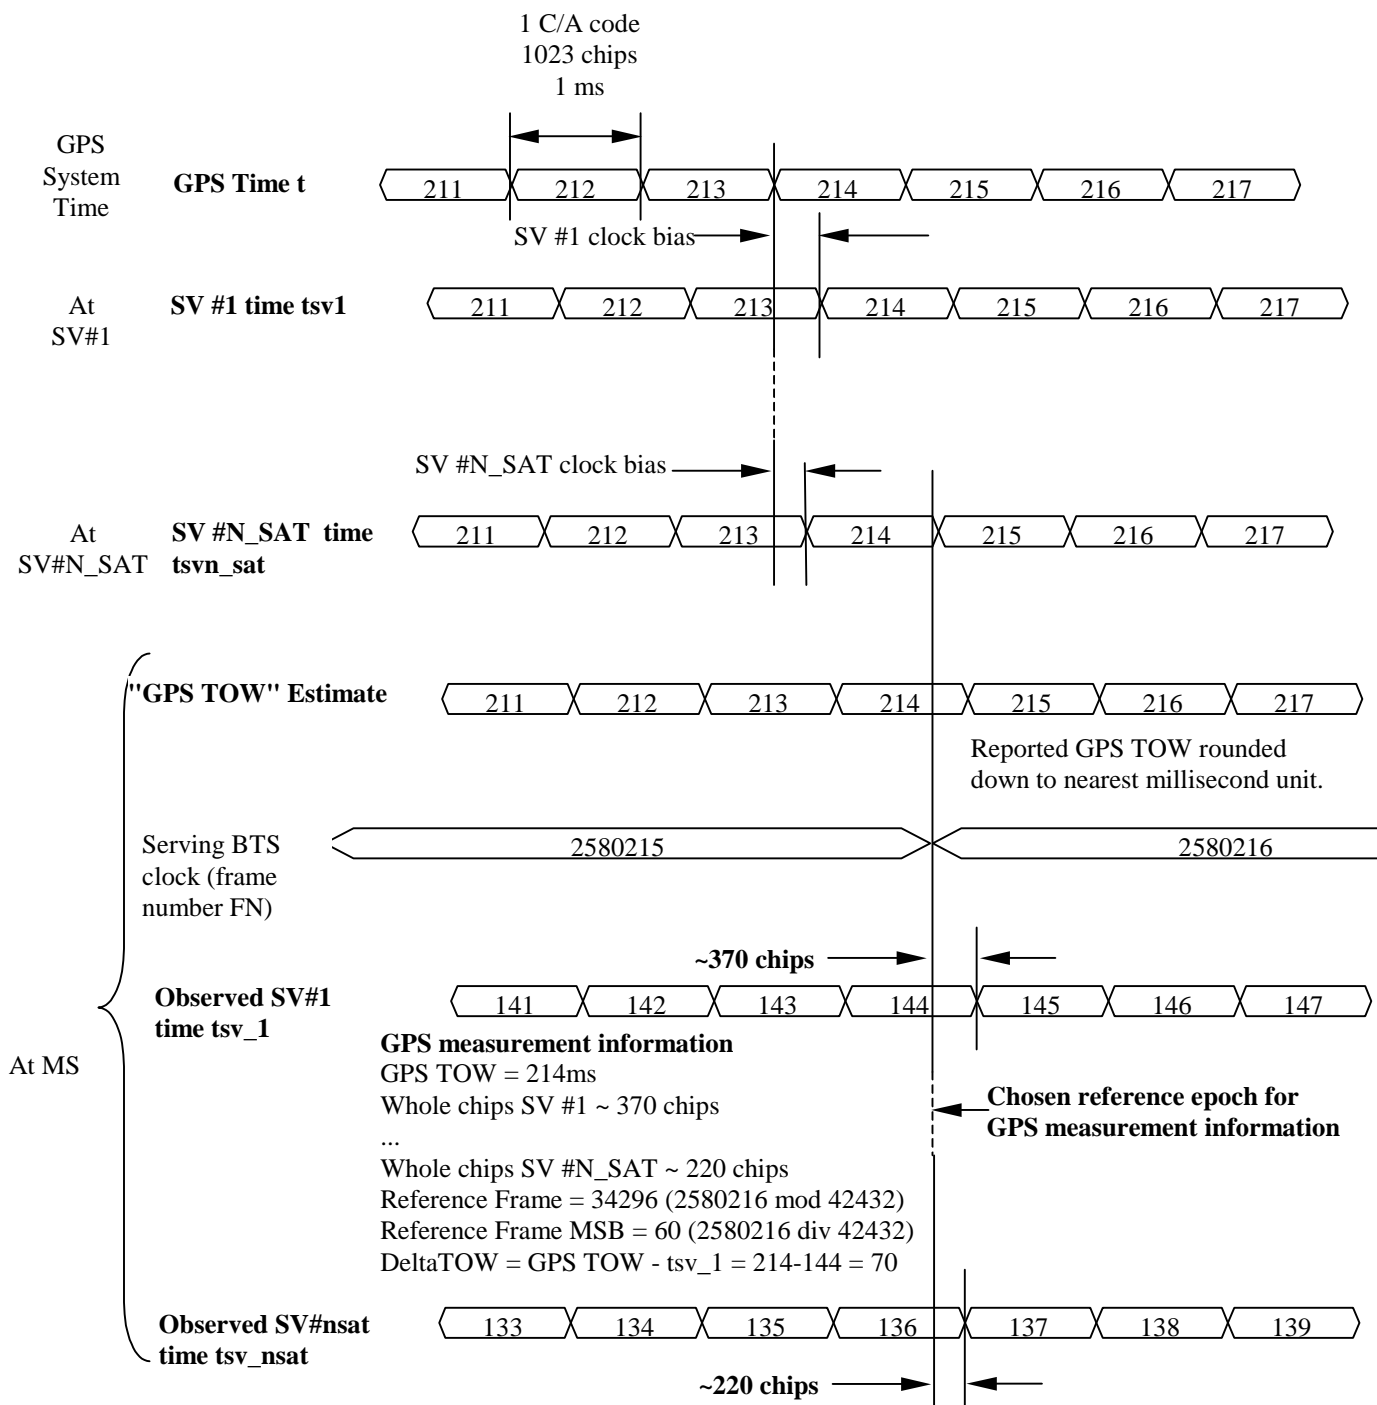 1 C/A code
1023 chips
1 ms
GPS
System
Time
GPS Time t
211 212 213 214 215 216 217
SV #1 clock bias
At
SV#1
SV #1 time tsv1
211 212 213 214 215 216 217
SV #N_SAT clock bias
At
SV#N_SAT
SV #N_SAT time
tsvn_sat
211 212 213 214 215 216 217
"GPS TOW" Estimate
211 212 213 214 215 216 217
Reported GPS TOW rounded
down to nearest millisecond unit.
Serving BTS
clock (frame
number FN)
2580215 2580216
~370 chips
At MS
Observed SV#1
time tsv_1
141 142 143 144 145 146 147
GPS measurement information
GPS TOW = 214ms
Whole chips SV #1 ~ 370 chips
...
Whole chips SV #N_SAT ~ 220 chips
Reference Frame = 34296 (2580216 mod 42432)
Reference Frame MSB = 60 (2580216 div 42432)
DeltaTOW = GPS TOW - tsv_1 = 214-144 = 70
Chosen reference epoch for
GPS measurement information
Observed SV#nsat
time tsv_nsat
133 134 135 136 137 138 139
~220 chips